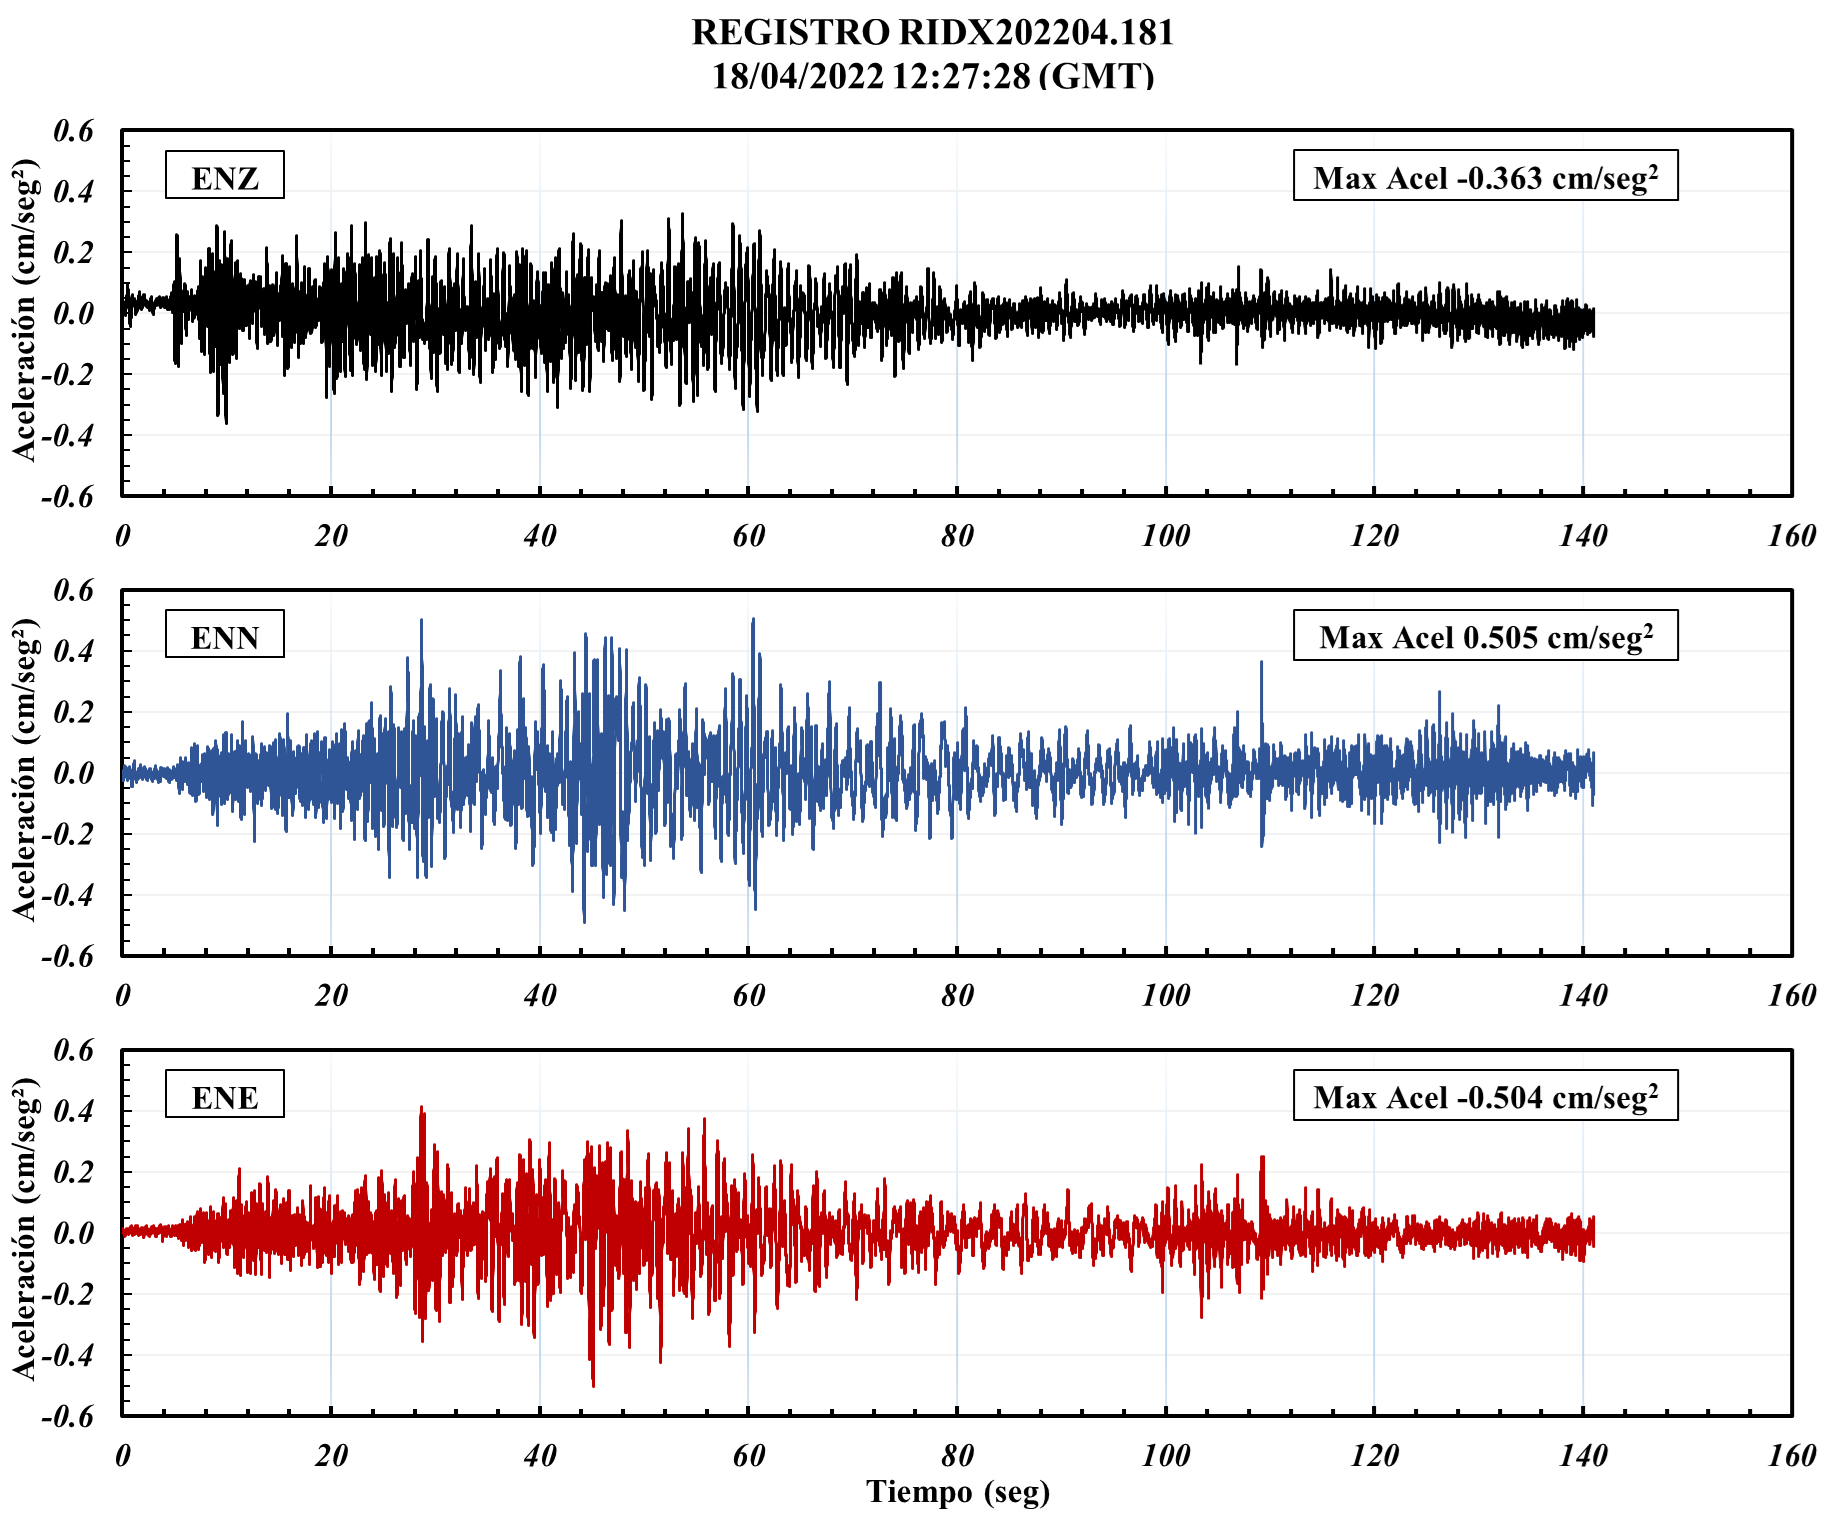 REGISTRO RIDX202204.181
18/04/2022 12:27:28 (GMT)
Aceleración (cm/seg²)
0.6
0.4
0.2
0.0
-0.2
-0.4
-0.6
ENZ
Max Acel -0.363 cm/seg²
0 20 40 60 80 100 120 140 160
Aceleración (cm/seg²)
0.6
0.4
0.2
0.0
-0.2
-0.4
-0.6
ENN
Max Acel 0.505 cm/seg²
0 20 40 60 80 100 120 140 160
Aceleración (cm/seg²)
0.6
0.4
0.2
0.0
-0.2
-0.4
-0.6
ENE
Max Acel -0.504 cm/seg²
0 20 40 60 80 100 120 140 160
Tiempo (seg)